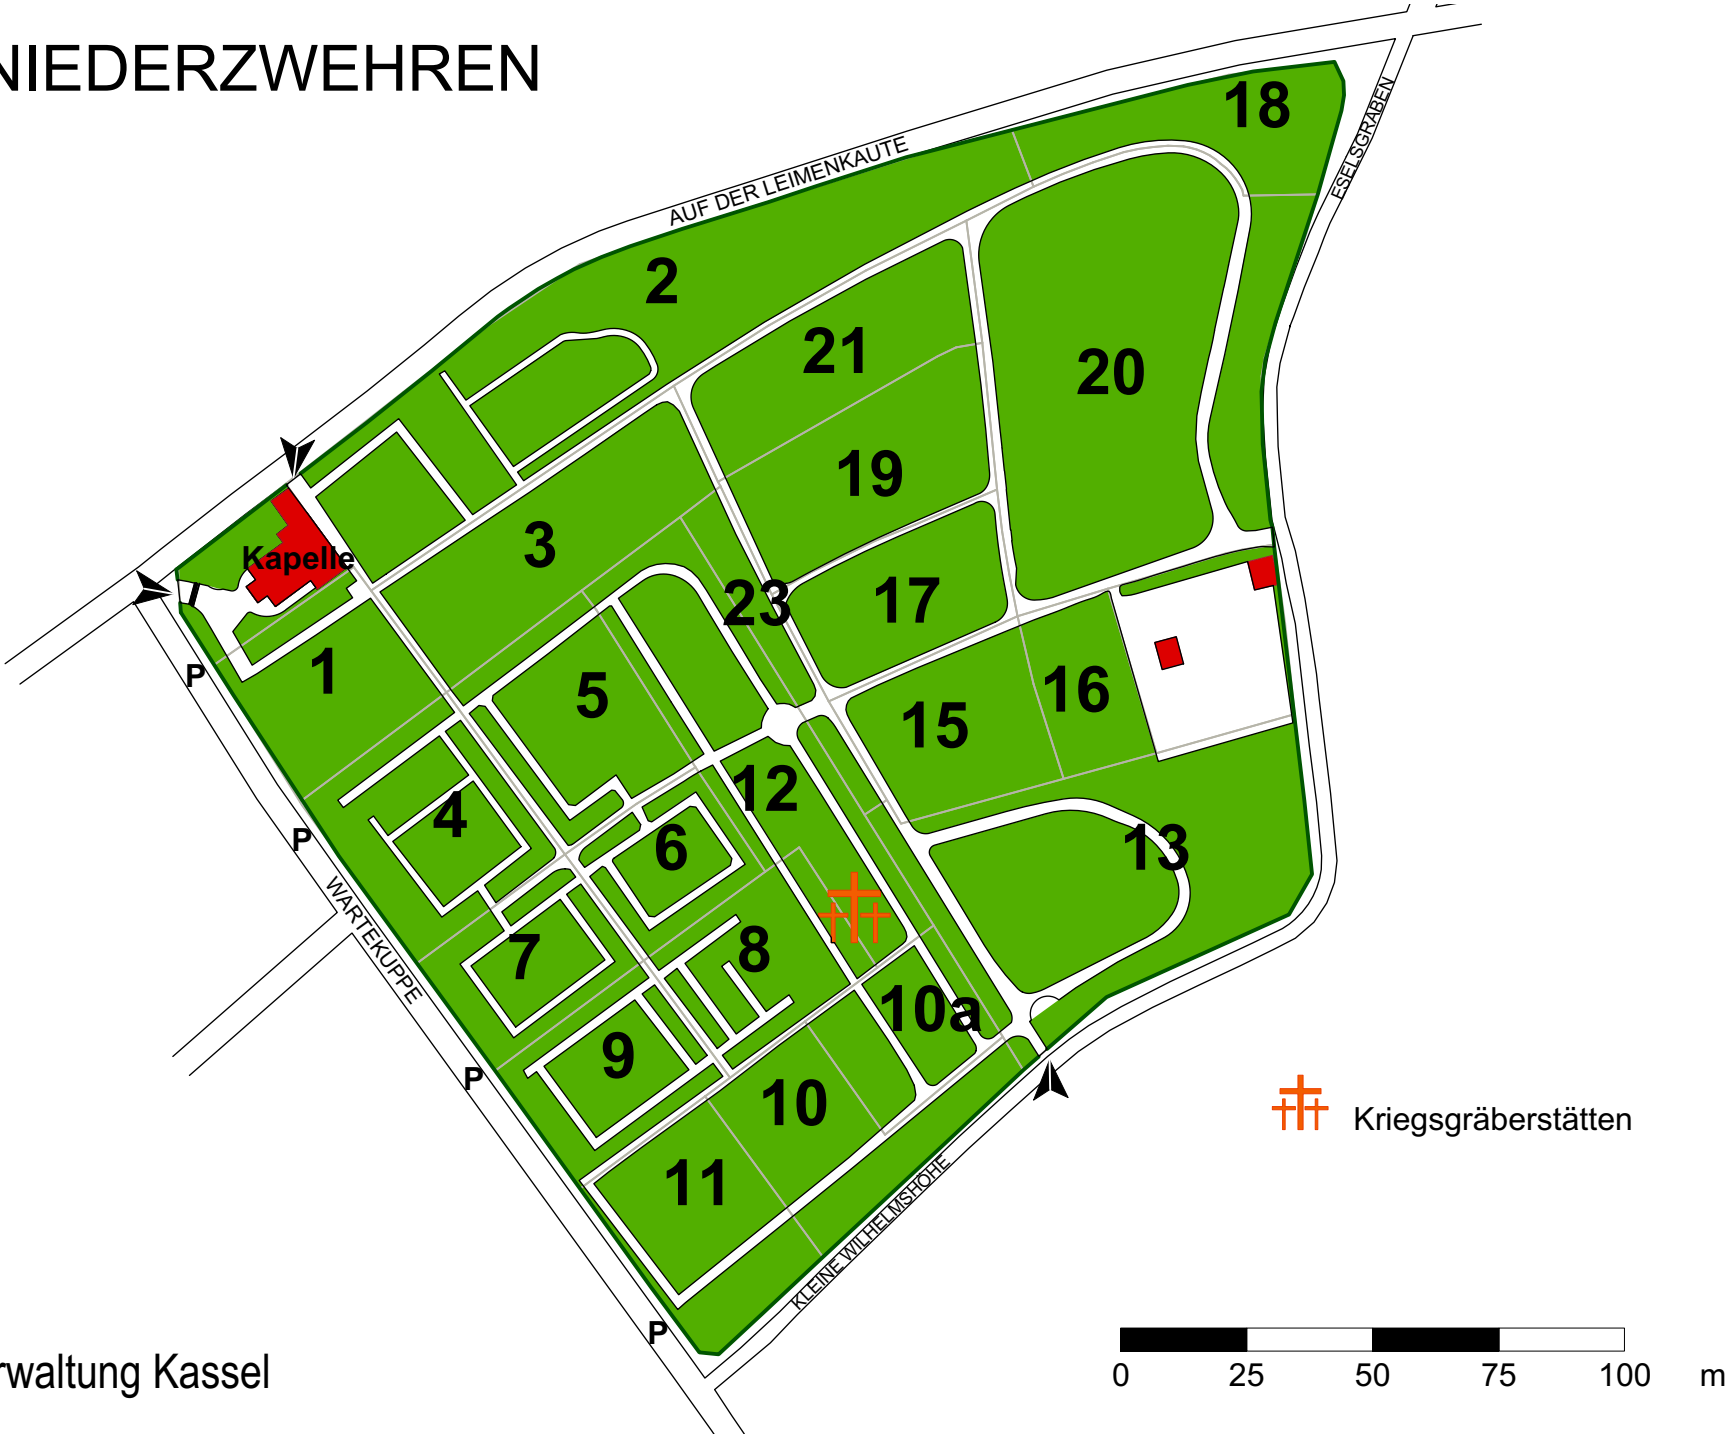 NIEDERZWEHREN
18
ESELSGRABEN
AUF DER LEIMENKAUTE
2
21
20
19
3
Kapelle
23
17
1
P
5
16
15
12
4
P
6
13
WARTEKUPPE
7
8
10a
9
P
10
Kriegsgräberstätten
11
KLEINE WILHELMSHÖHE
P
rwaltung Kassel
0 25 50 75 100 m